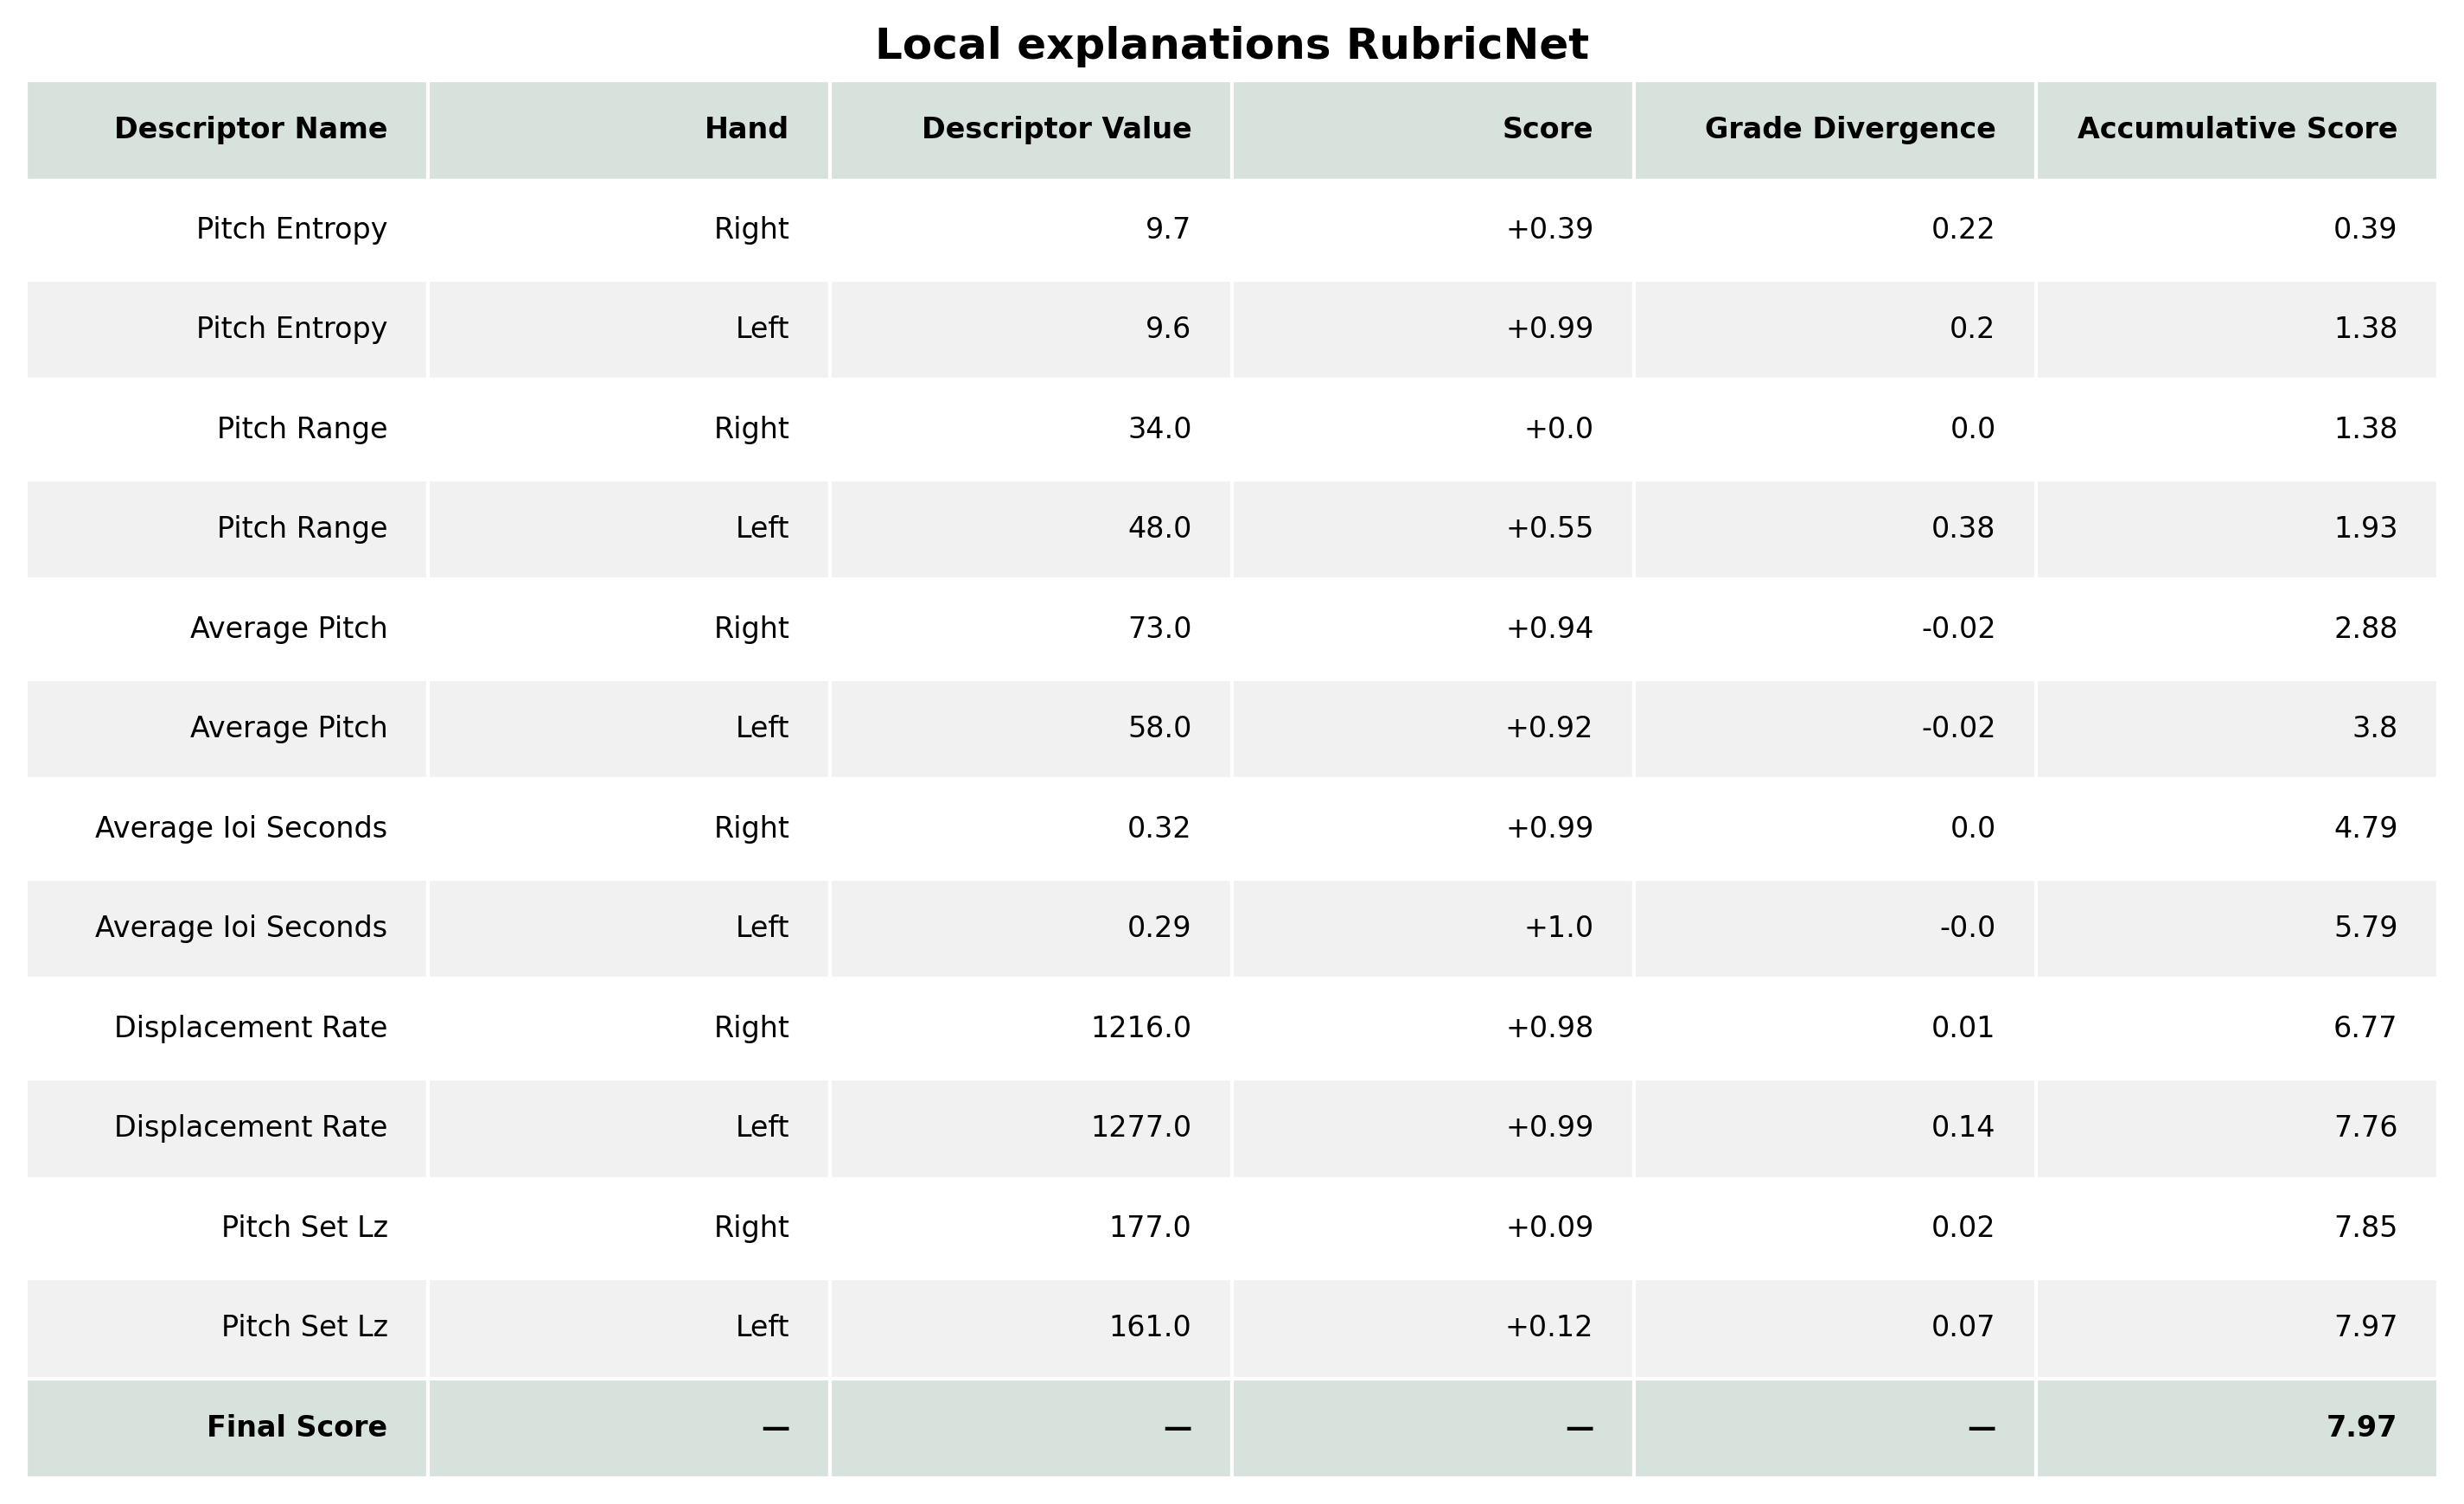 Local explanations RubricNet
Descriptor Name Hand Descriptor Value Score Grade Divergence Accumulative Score
Pitch Entropy Right 9.7 +0.39 0.22 0.39
Pitch Entropy Left 9.6 +0.99 0.2 1.38
Pitch Range Right 34.0 +0.0 0.0 1.38
Pitch Range Left 48.0 +0.55 0.38 1.93
Average Pitch Right 73.0 +0.94 -0.02 2.88
Average Pitch Left 58.0 +0.92 -0.02 3.8
Average Ioi Seconds Right 0.32 +0.99 0.0 4.79
Average Ioi Seconds Left 0.29 +1.0 -0.0 5.79
Displacement Rate Right 1216.0 +0.98 0.01 6.77
Displacement Rate Left 1277.0 +0.99 0.14 7.76
Pitch Set Lz Right 177.0 +0.09 0.02 7.85
Pitch Set Lz Left 161.0 +0.12 0.07 7.97
Final Score — — — — 7.97